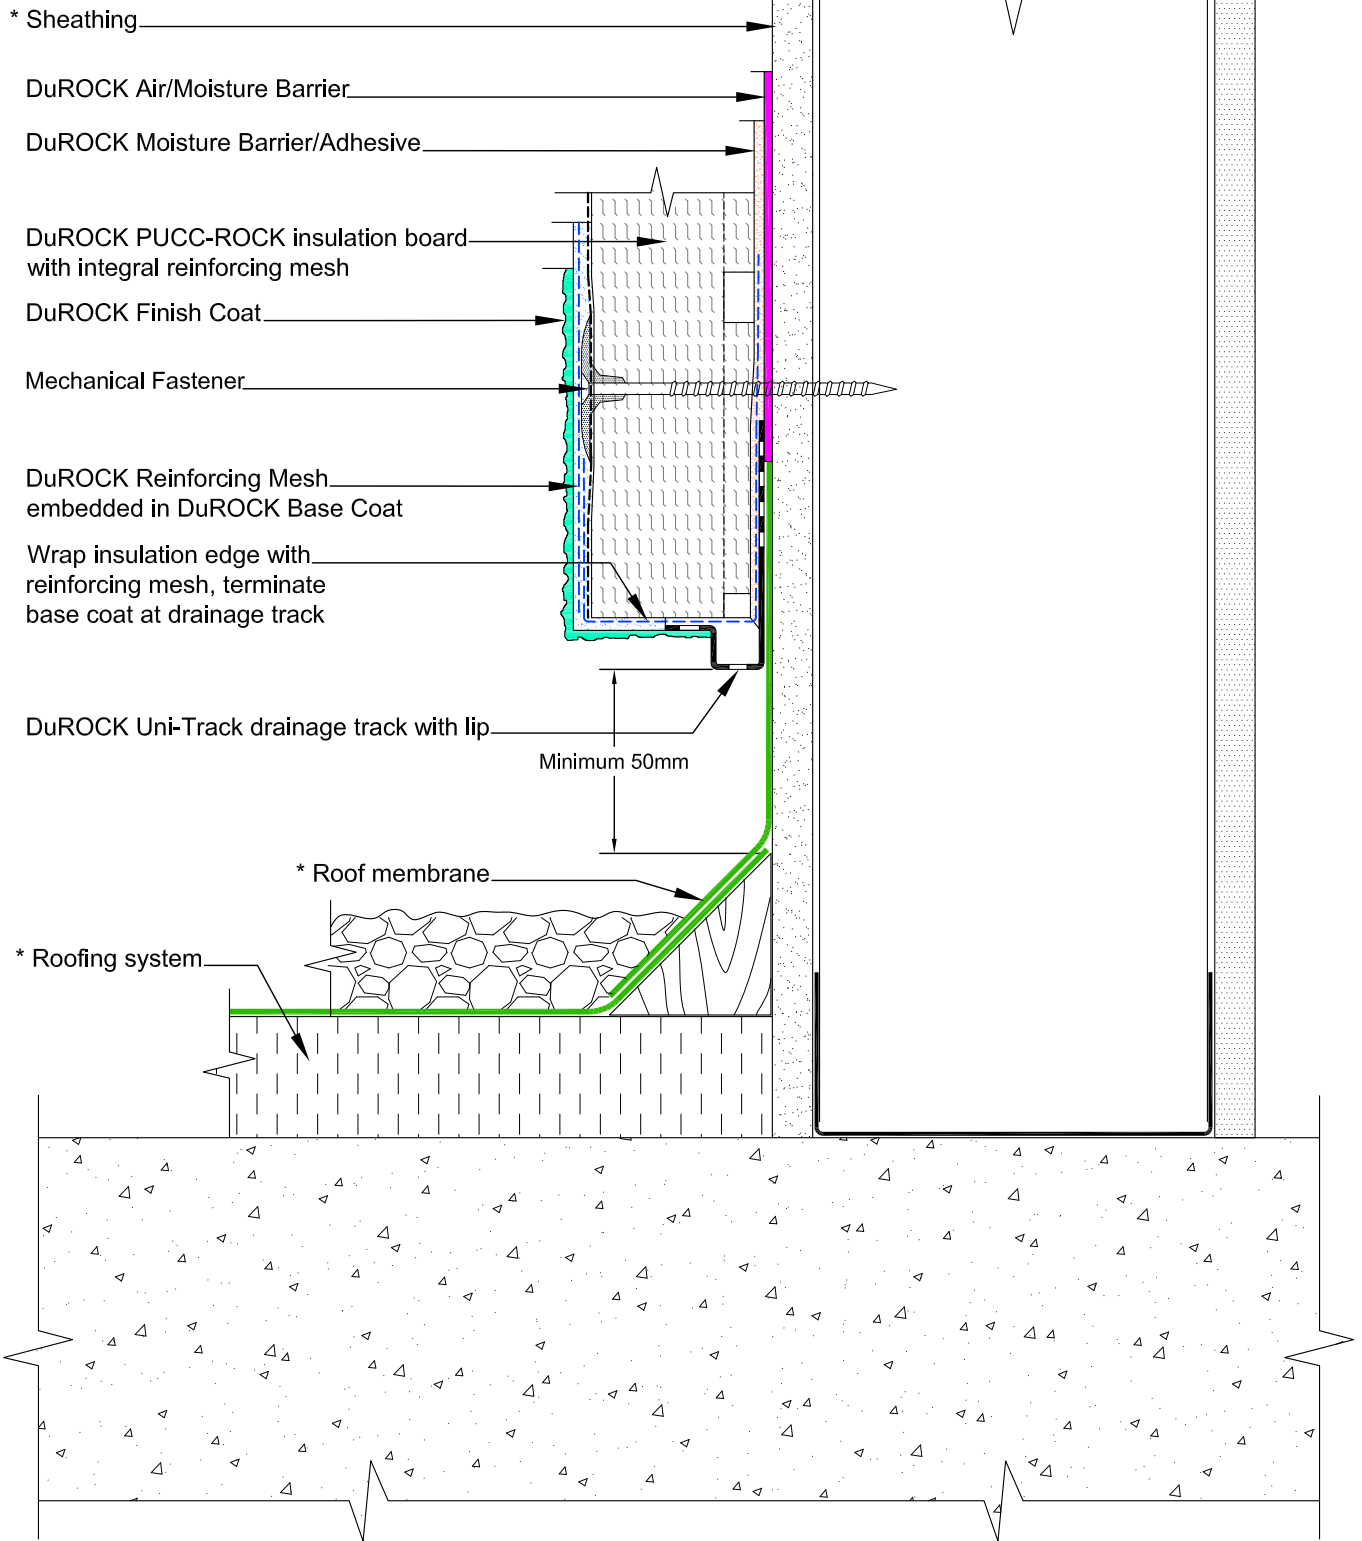 * Sheathing
DuROCK Air/Moisture Barrier
DuROCK Moisture Barrier/Adhesive
DuROCK PUCC-ROCK insulation board
with integral reinforcing mesh
DuROCK Finish Coat
Mechanical Fastener
DuROCK Reinforcing Mesh
embedded in DuROCK Base Coat
Wrap insulation edge with
reinforcing mesh, terminate
base coat at drainage track
DuROCK Uni-Track drainage track with lip
Minimum 50mm
* Roof membrane
* Roofing system